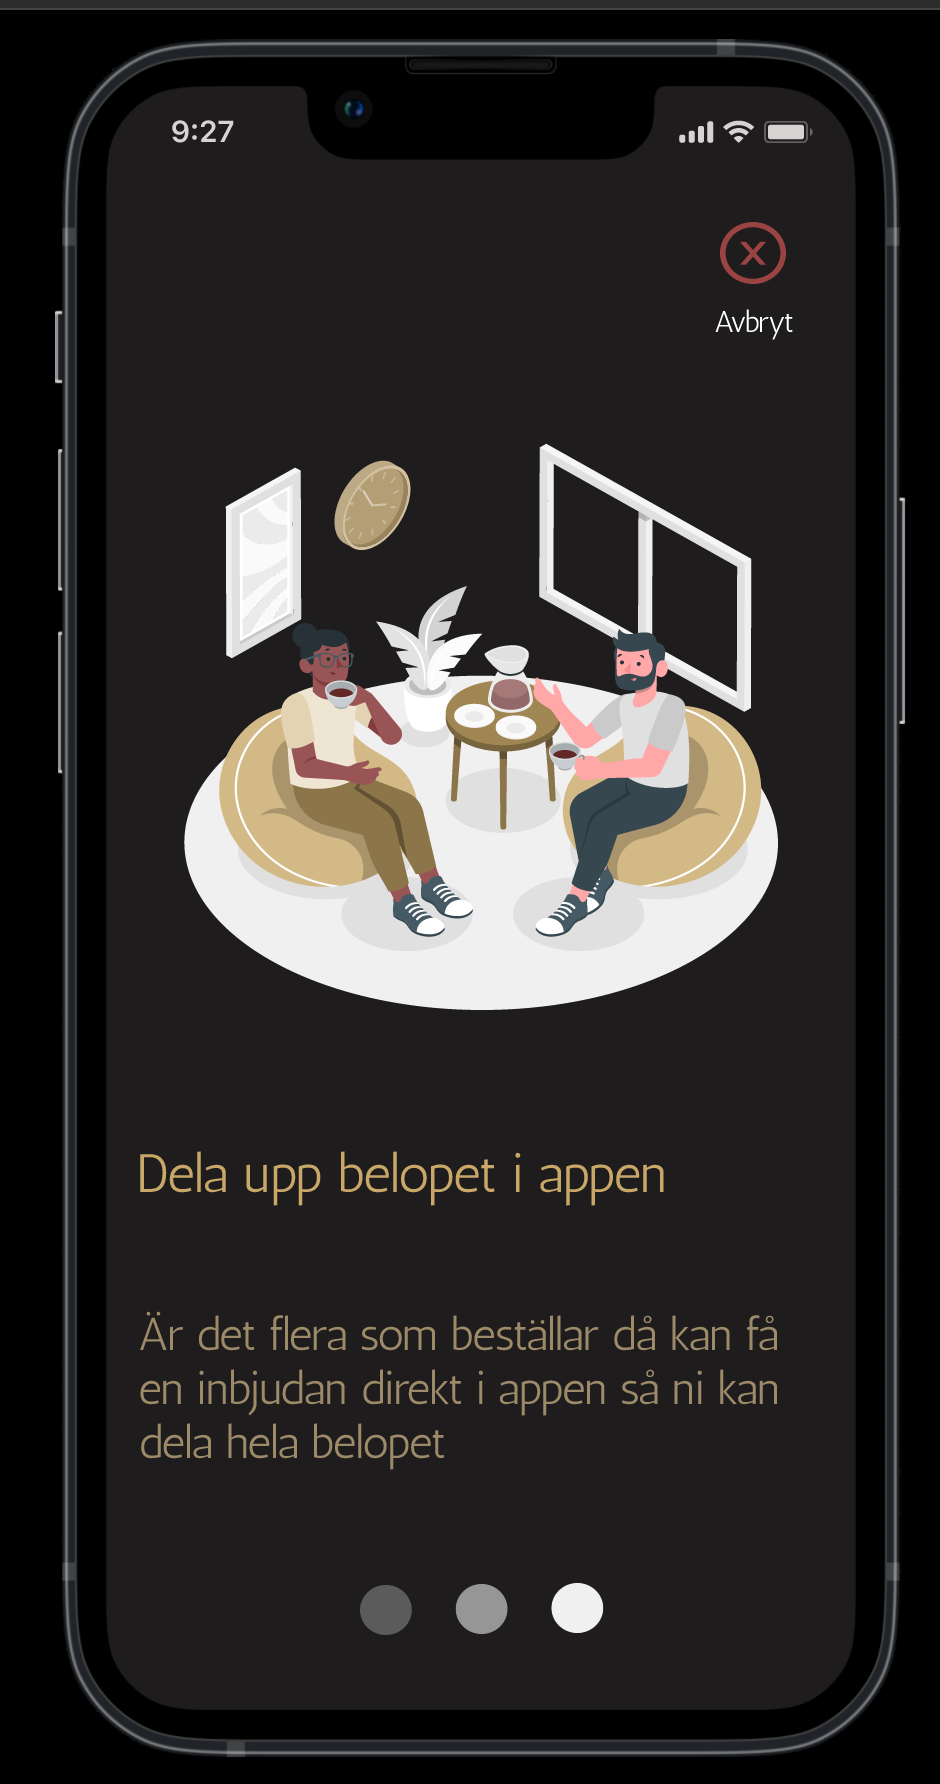 9:27
Avbryt
Dela upp belopet i appen
Är det flera som beställar då kan få
en inbjudan direkt i appen så ni kan
dela hela belopet